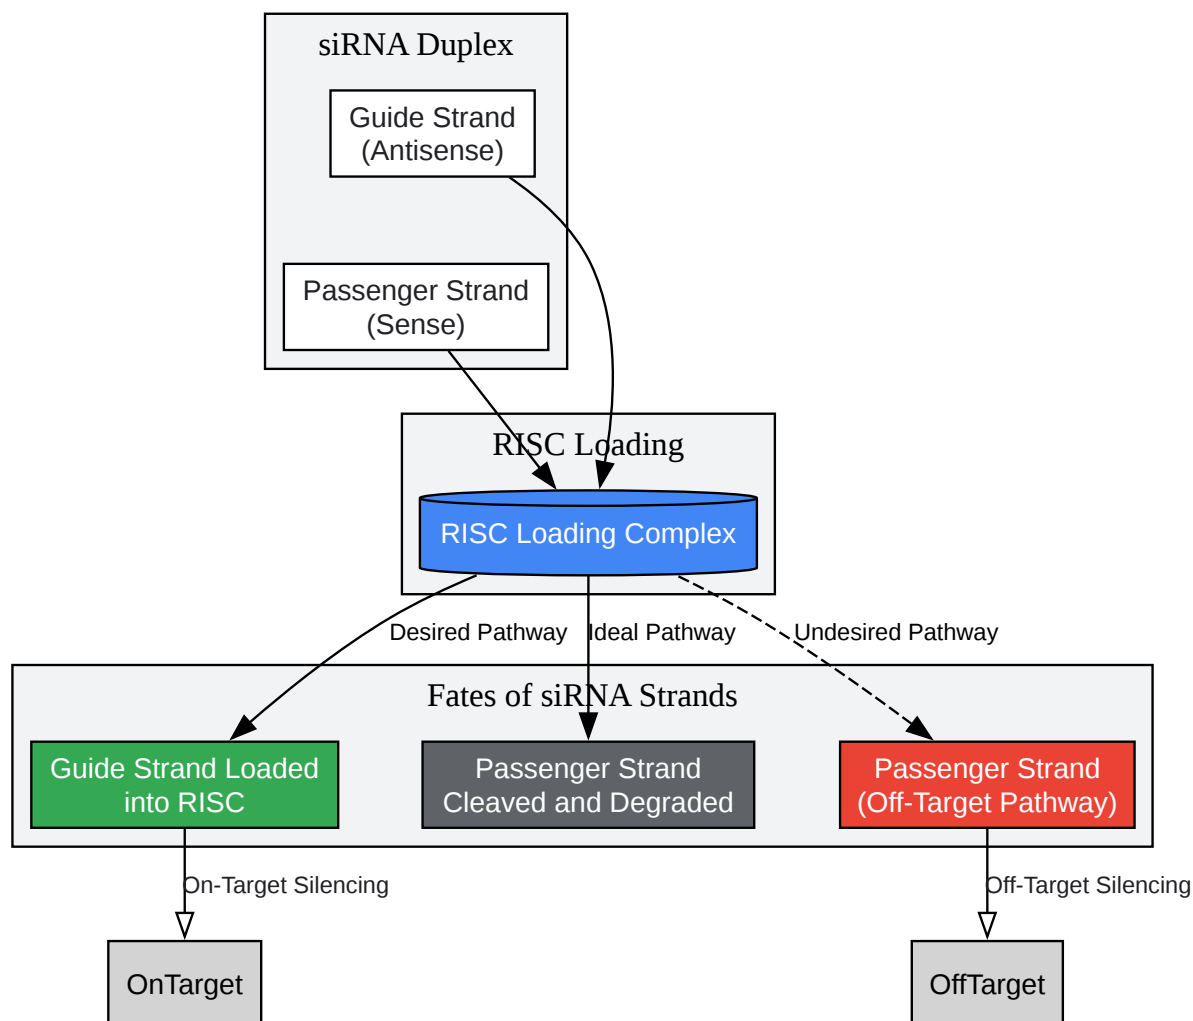 siRNA Duplex
Guide Strand
(Antisense)
Passenger Strand
(Sense)
RISC Loading
RISC Loading Complex
Desired Pathway
Ideal Pathway
Undesired Pathway
Fates of siRNA Strands
Guide Strand Loaded
into RISC
Passenger Strand
Cleaved and Degraded
Passenger Strand
(Off-Target Pathway)
On-Target Silencing
Off-Target Silencing
OnTarget
OffTarget